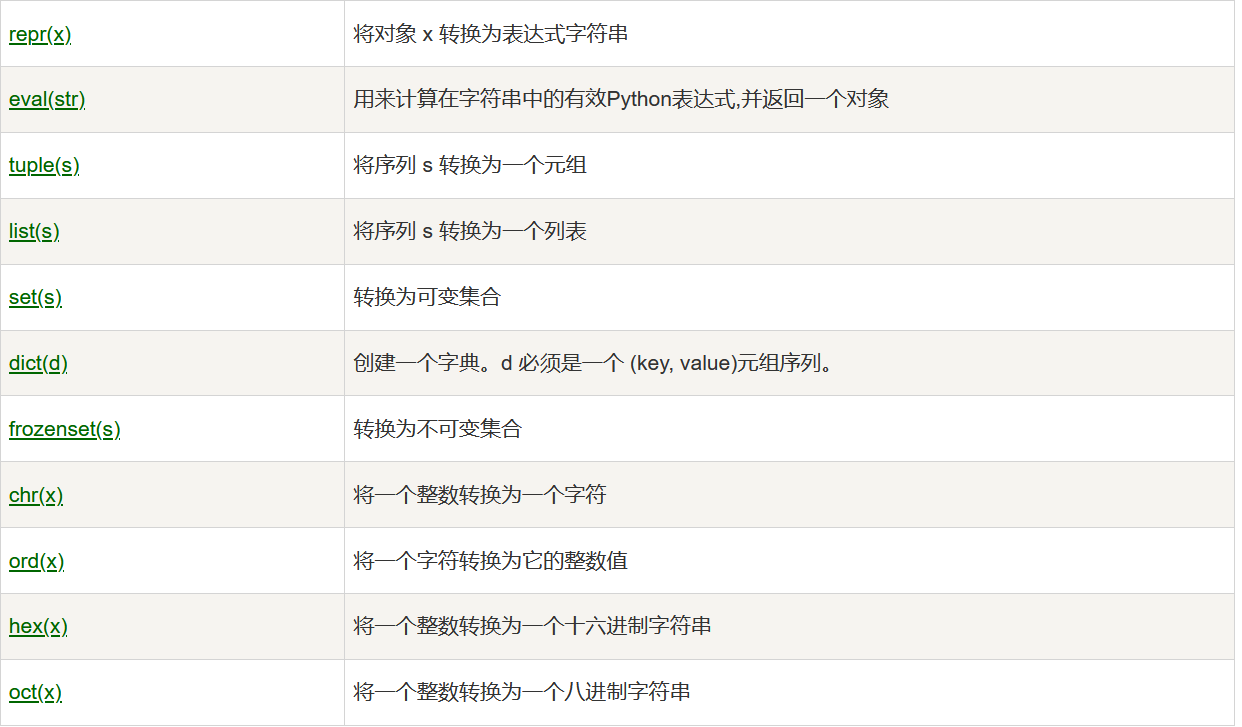 repr(x) 将对象 x 转换为表达式字符串
eval(str) 用来计算在字符串中的有效Python表达式,并返回一个对象
tuple(s) 将序列 s 转换为一个元组
list(s) 将序列 s 转换为一个列表
set(s) 转换为可变集合
dict(d) 创建一个字典。d 必须是一个 (key, value)元组序列。
frozenset(s) 转换为不可变集合
chr(x) 将一个整数转换为一个字符
ord(x) 将一个字符转换为它的整数值
hex(x) 将一个整数转换为一个十六进制字符串
oct(x) 将一个整数转换为一个八进制字符串